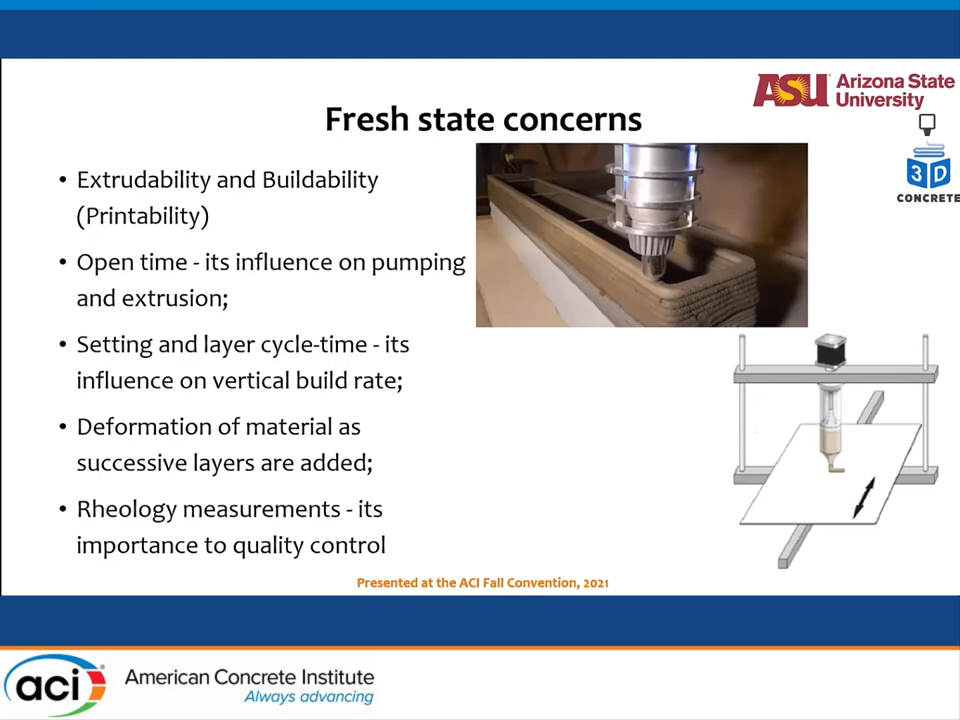 ASU Arizona State
University
Fresh state concerns
3D
CONCRETE
• Extrudability and Buildability
(Printability)
• Open time - its influence on pumping
and extrusion;
• Setting and layer cycle-time - its
influence on vertical build rate;
• Deformation of material as
successive layers are added;
• Rheology measurements - its
importance to quality control
Presented at the ACI Fall Convention, 2021
aci American Concrete Institute
Always advancing